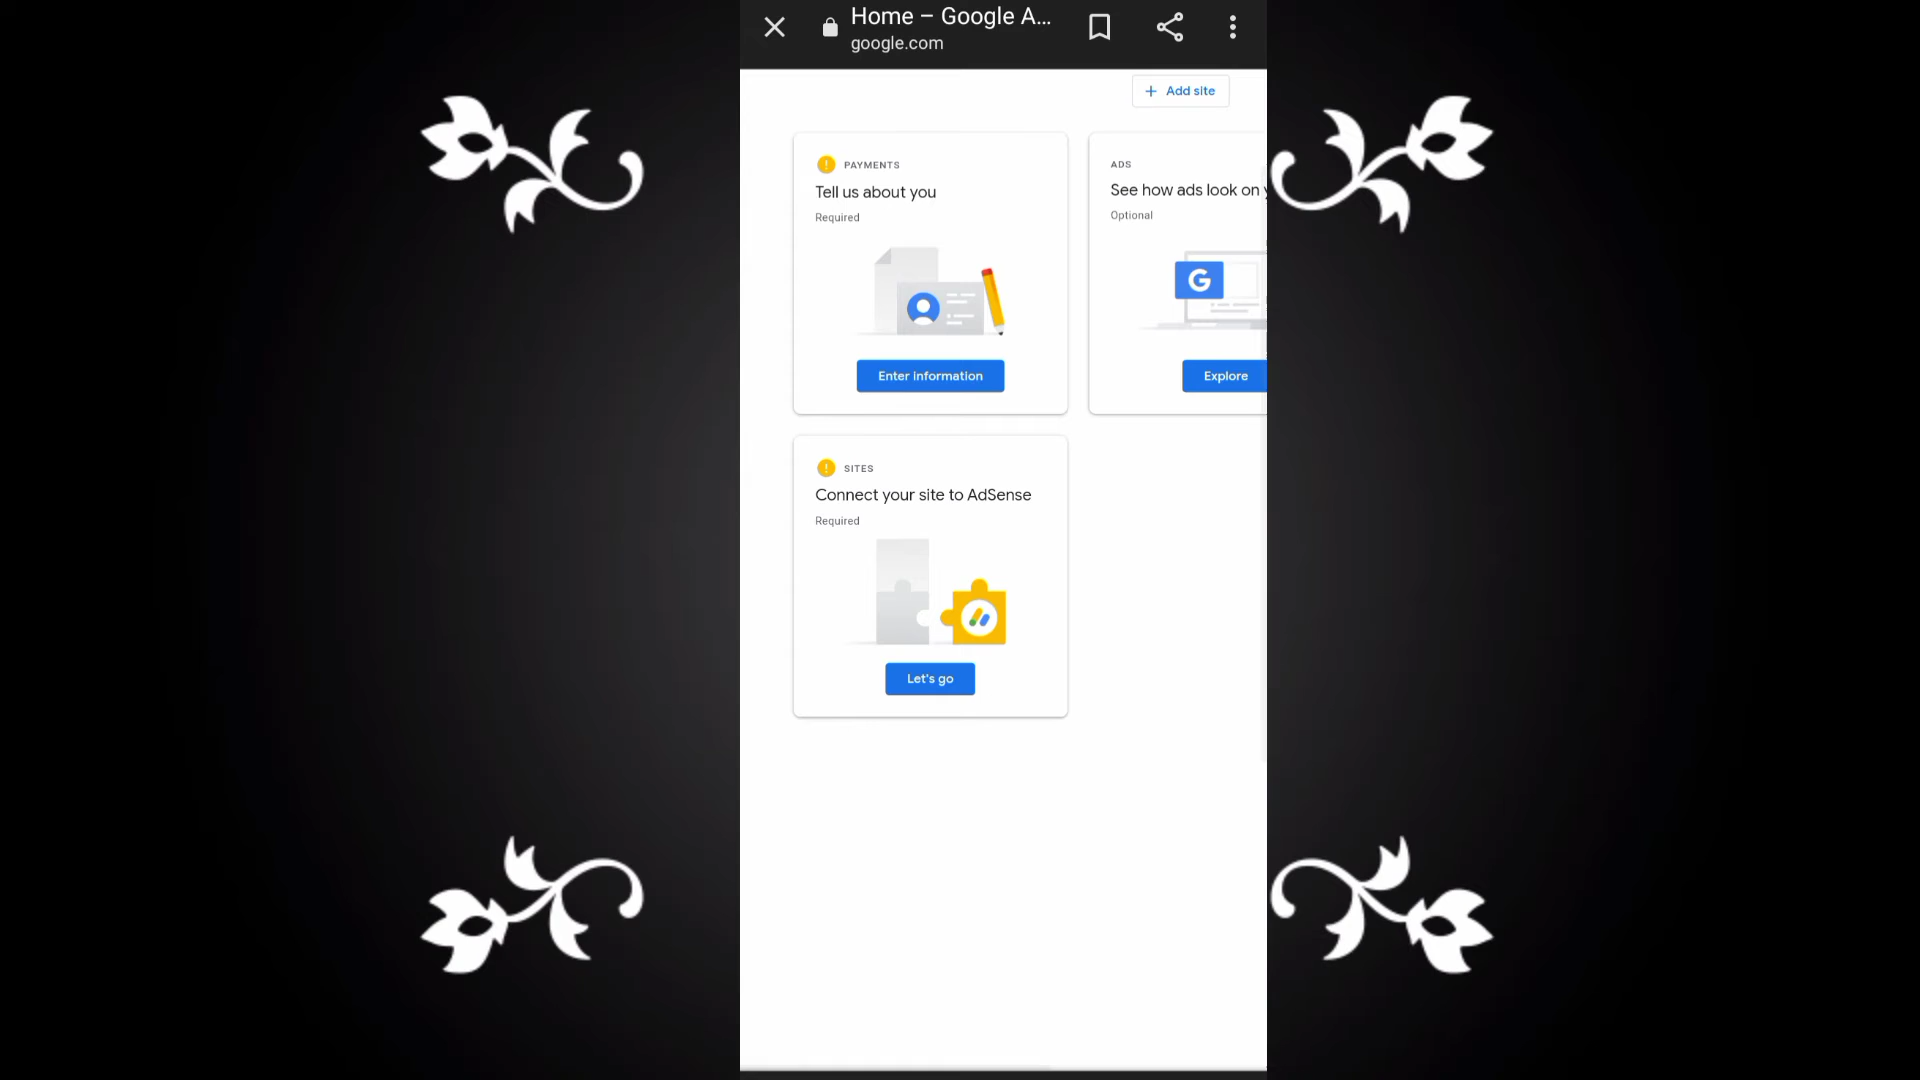 Home – Google A...
google.com
+ Add site
PAYMENTS
Tell us about you
Required
Enter information
ADS
See how ads look on
Optional
G
Explore
SITES
Connect your site to AdSense
Required
Let's go